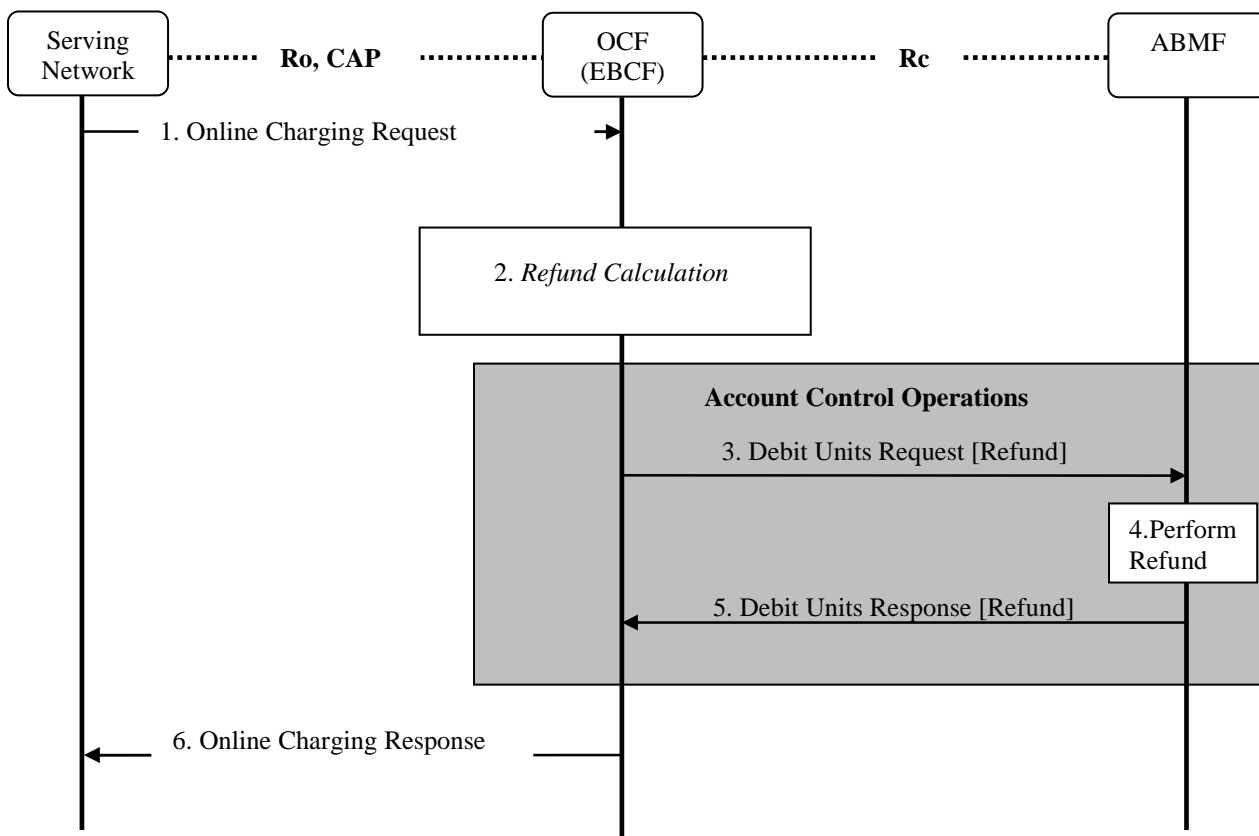 Serving
Network
Ro, CAP
OCF
(EBCF)
Rc
ABMF
1. Online Charging Request
2. Refund Calculation
Account Control Operations
3. Debit Units Request [Refund]
4.Perform
Refund
5. Debit Units Response [Refund]
6. Online Charging Response